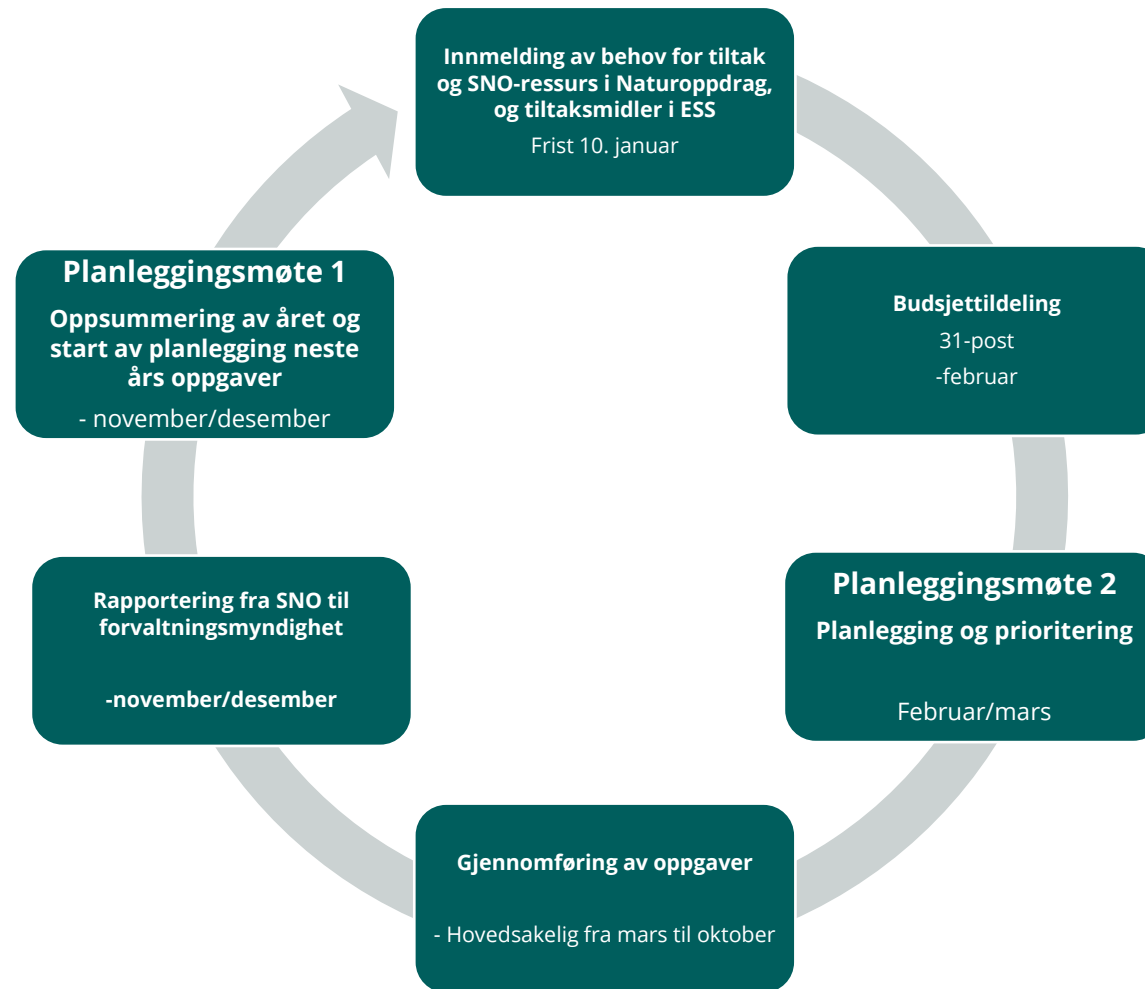 Innmelding av behov for tiltak
og SNO-ressurs i Naturoppdrag,
og tiltaksmidler i ESS
Frist 10. januar
Budsjettildeling
31-post
-februar
Planleggingsmøte 2
Planlegging og prioritering
Februar/mars
Gjennomføring av oppgaver
- Hovedsakelig fra mars til oktober
Rapportering fra SNO til
forvaltningsmyndighet
-november/desember
Planleggingsmøte 1
Oppsummering av året og
start av planlegging neste
års oppgaver
- november/desember